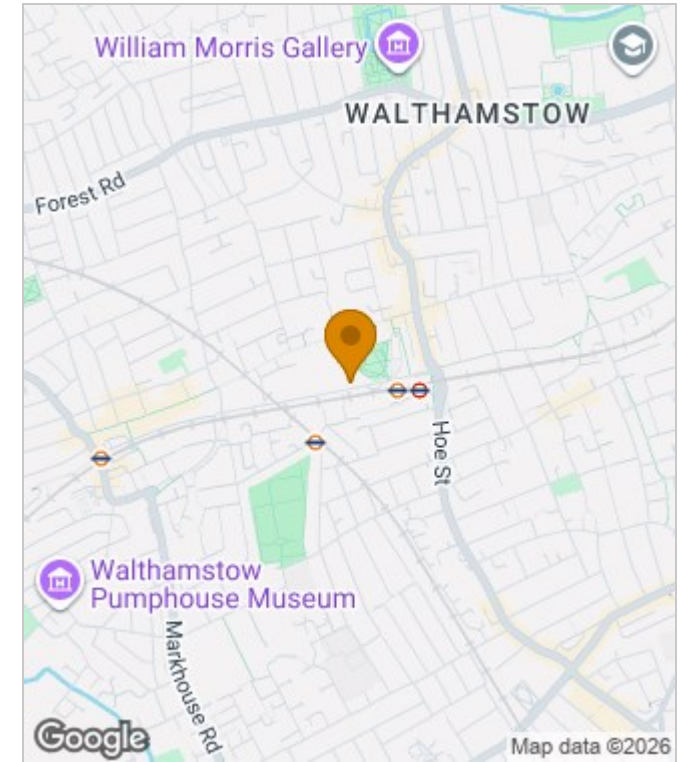 William Morris Gallery
WALTHAMSTOW
Forest Rd
Hoe St
Walthamstow
Pumphouse Museum
Markhouse Rd
Google
Map data ©2026